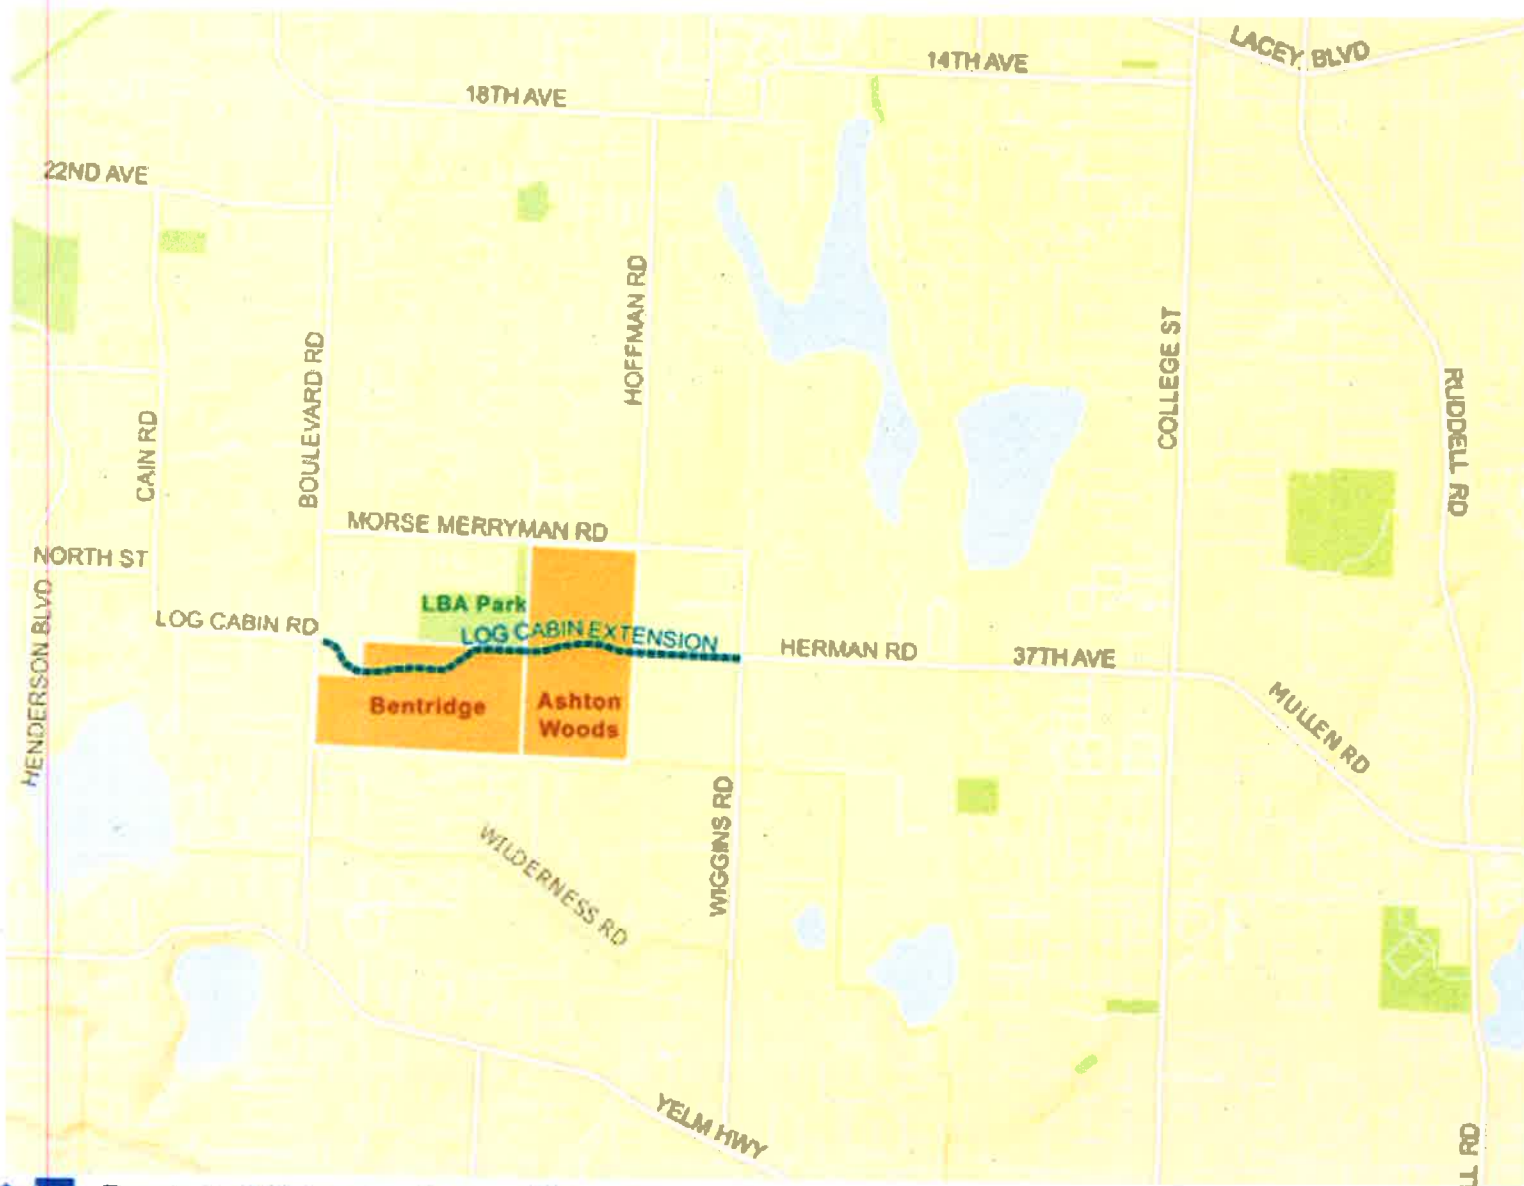 LACEY BLVD
14TH AVE
18TH AVE
22ND AVE
HOFFMAN RD
COLLEGE ST
BOULEVARD RD
RUDDELL RD
CAIN RD
MORSE MERRYMAN RD
NORTH ST
LBA Park
LOG CABIN RD
LOG CABIN EXTENSION
HERMAN RD
37TH AVE
HENDERSON BLVD
Bentridge
Ashton
Woods
MULLEN RD
WIGGINS RD
WILDERNESS RD
YELM HWY
LL RD